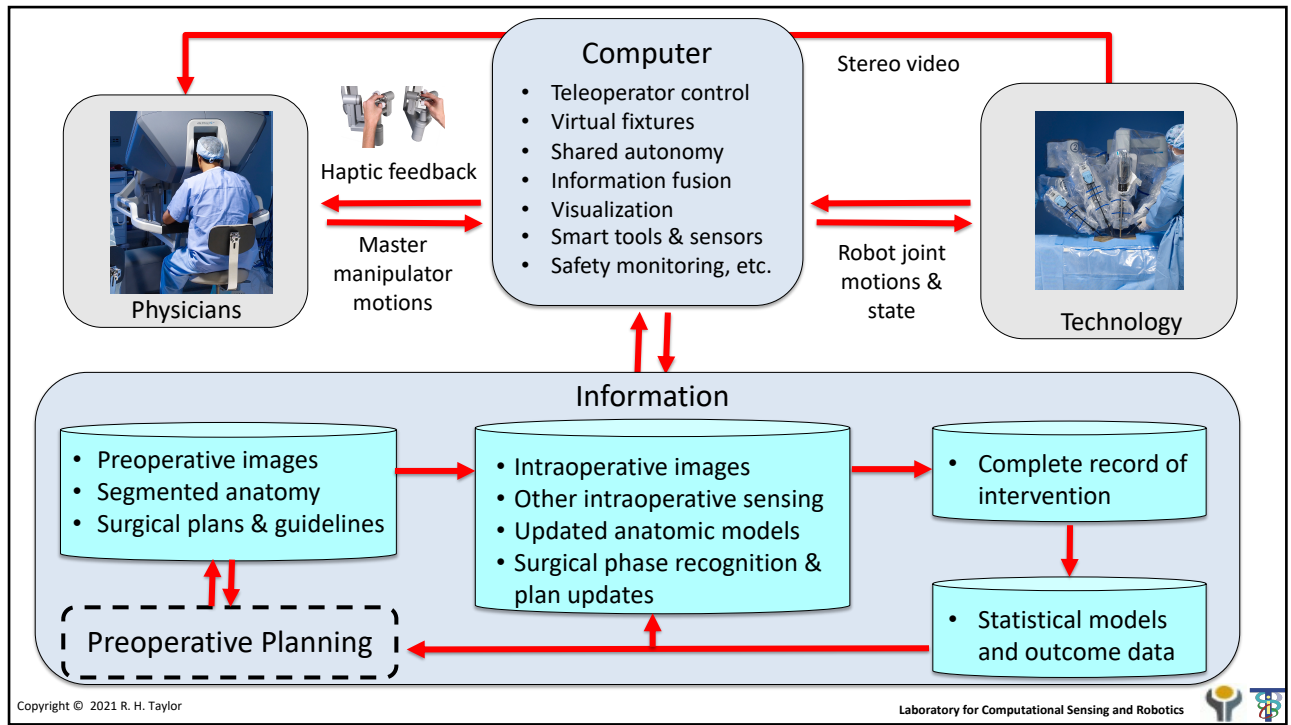 Computer
• Teleoperator control
• Virtual fixtures
• Shared autonomy
• Information fusion
• Visualization
• Smart tools & sensors
• Safety monitoring, etc.
Stereo video
Haptic feedback
Master
manipulator
motions
Robot joint
motions &
state
Physicians
Technology
Information
• Preoperative images
• Segmented anatomy
• Surgical plans & guidelines
• Intraoperative images
• Other intraoperative sensing
• Updated anatomic models
• Surgical phase recognition &
plan updates
• Complete record of
intervention
Preoperative Planning
• Statistical models
and outcome data
Copyright © 2021 R. H. Taylor
Laboratory for Computational Sensing and Robotics